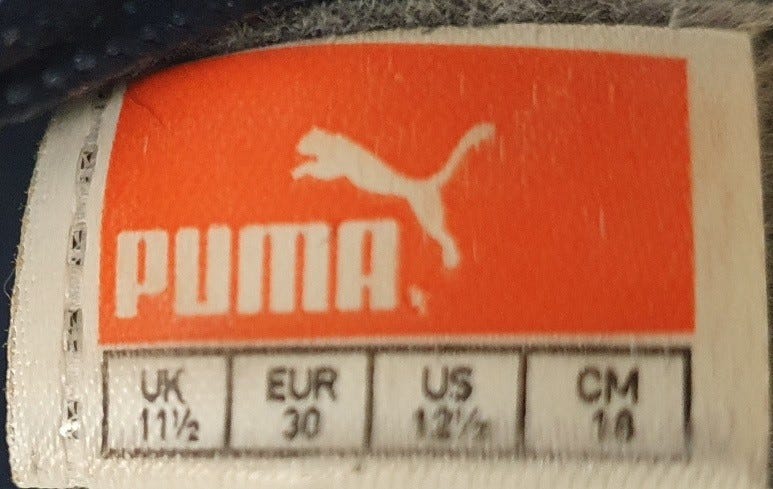 PUMA
UK EUR US CM
11½ 30 12½ 18